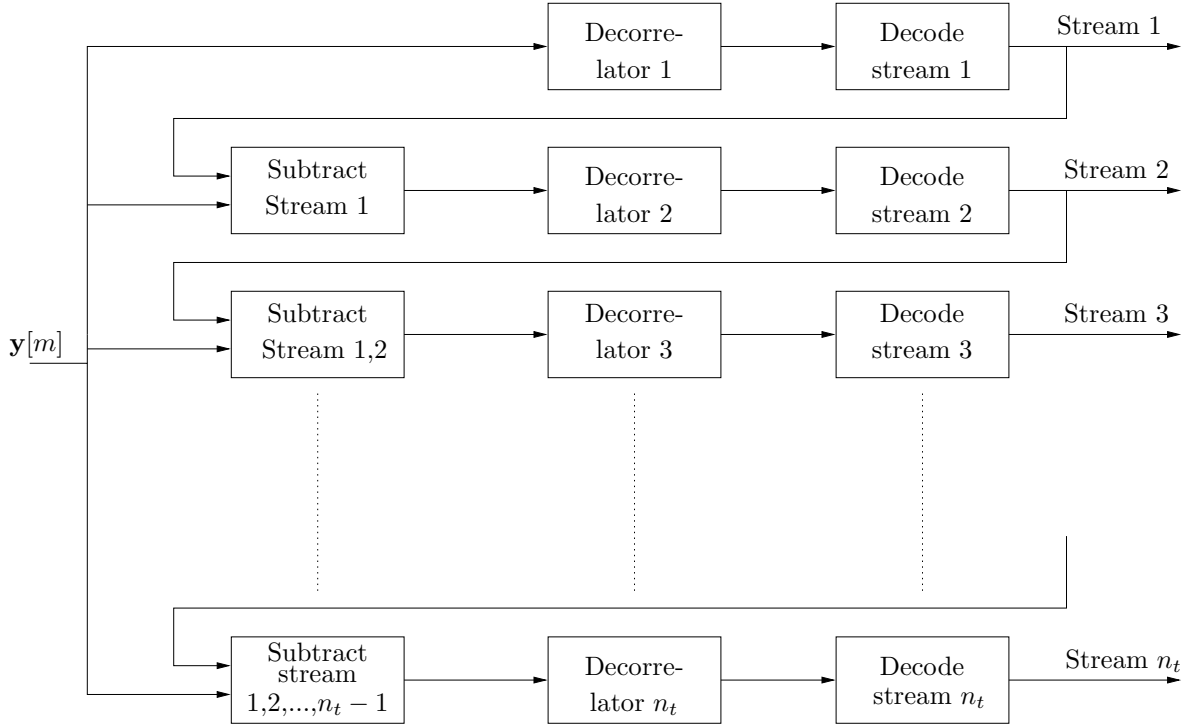 Stream 1
Decorre-
lator 1
Decode
stream 1
Subtract
Stream 1
Decorre-
lator 2
Decode
stream 2
Stream 2
Subtract
Stream 1,2
Decorre-
lator 3
Decode
stream 3
Stream 3
y[m]
Subtract
stream
1,2,...,n_t − 1
Decorre-
lator n_t
Decode
stream n_t
Stream n_t